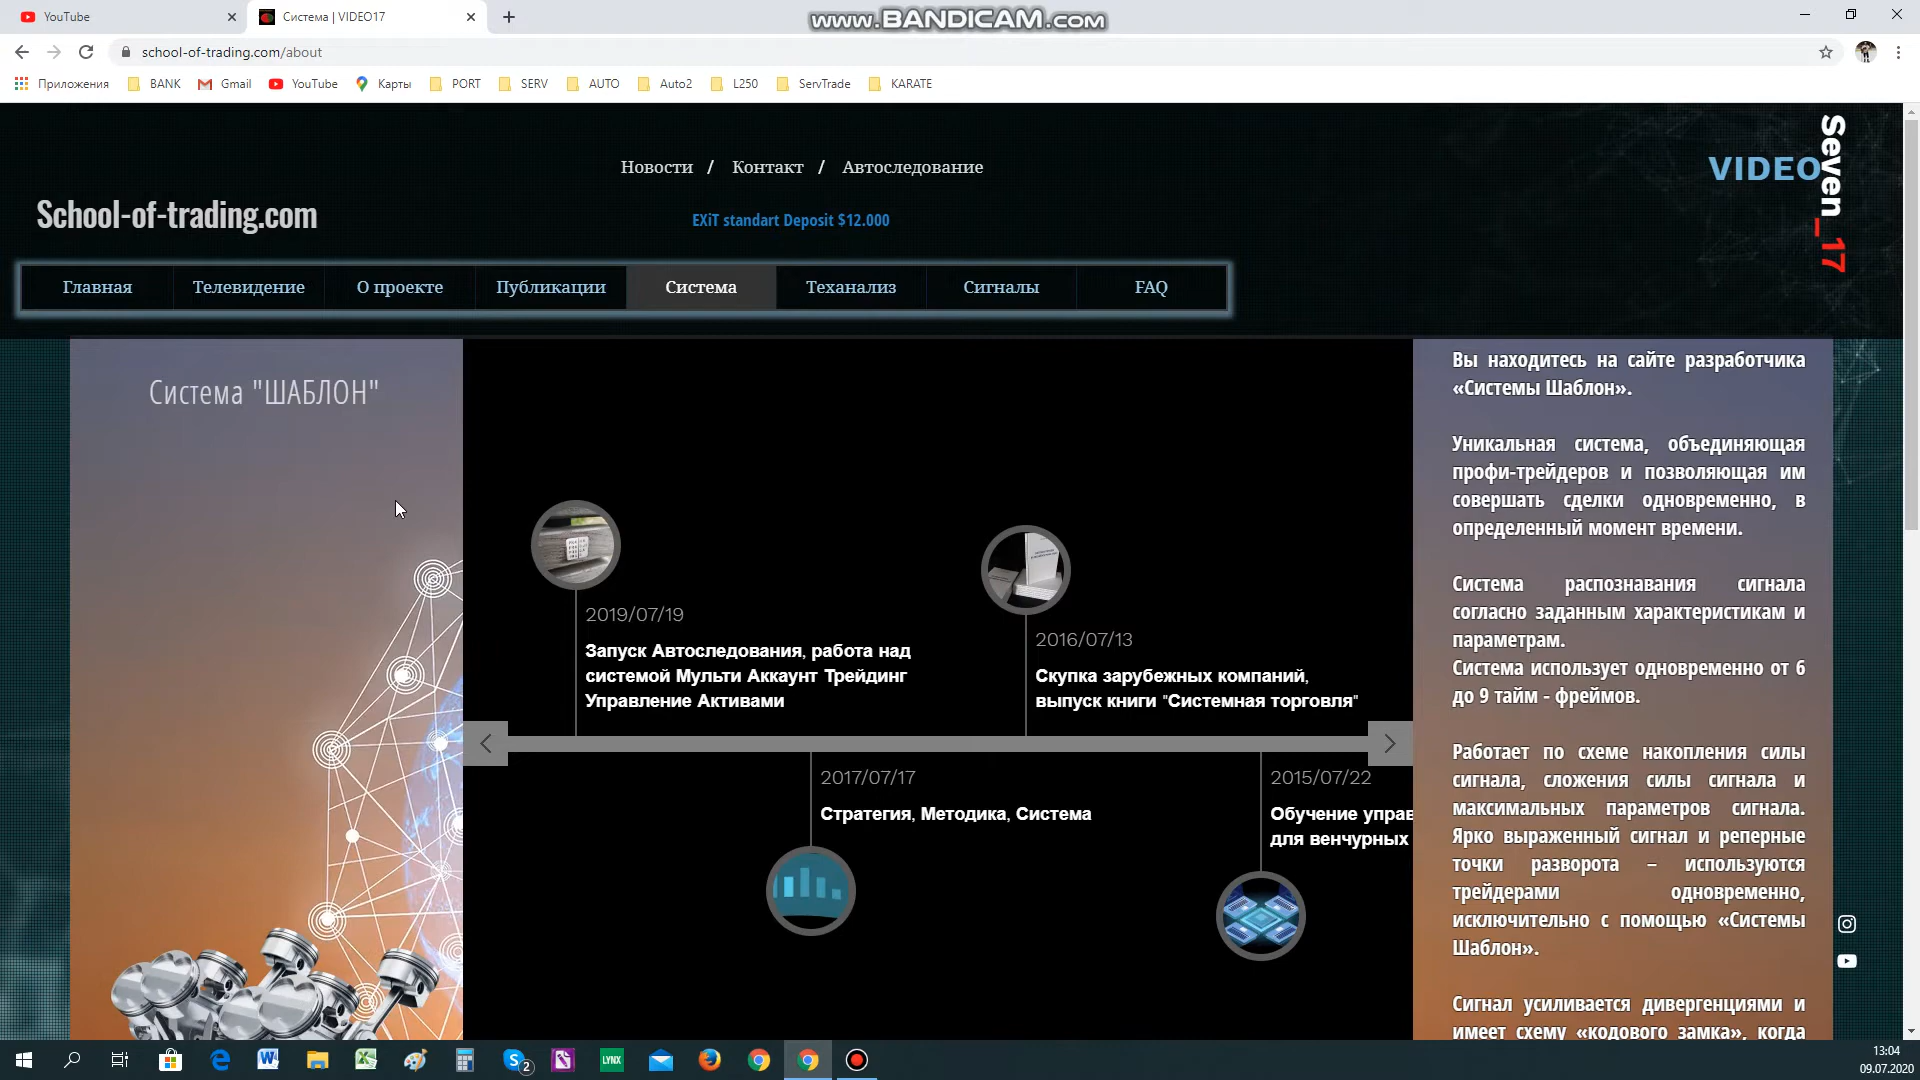 YouTube
Система | VIDEO17
www.BANDICAM.com
school-of-trading.com/about
Приложения
BANK
Gmail
YouTube
Карты
PORT
SERV
AUTO
Auto2
L250
ServTrade
KARATE
Новости / Контакт / Автоследование
School-of-trading.com
EXiT standart Deposit $12.000
VIDEO
Seven_17
Главная
Телевидение
О проекте
Публикации
Система
Теханализ
Сигналы
FAQ
Система "ШАБЛОН"
2019/07/19
Запуск Автоследования, работа над
системой Мульти Аккаунт Трейдинг
Управление Активами
2016/07/13
Скупка зарубежных компаний,
выпуск книги "Системная торговля"
2017/07/17
Стратегия, Методика, Система
2015/07/22
Обучение управ
для венчурных
Вы находитесь на сайте разработчика
«Системы Шаблон».
Уникальная система, объединяющая
профи-трейдеров и позволяющая им
совершать сделки одновременно, в
определенный момент времени.
Система распознавания сигнала
согласно заданным характеристикам и
параметрам.
Система использует одновременно от 6
до 9 тайм - фреймов.
Работает по схеме накопления силы
сигнала, сложения силы сигнала и
максимальных параметров сигнала.
Ярко выраженный сигнал и реперные
точки разворота – используются
трейдерами одновременно,
исключительно с помощью «Системы
Шаблон».
Сигнал усиливается дивергенциями и
имеет схему «кодового замка», когда
LYNX
2
13:04
09.07.2020